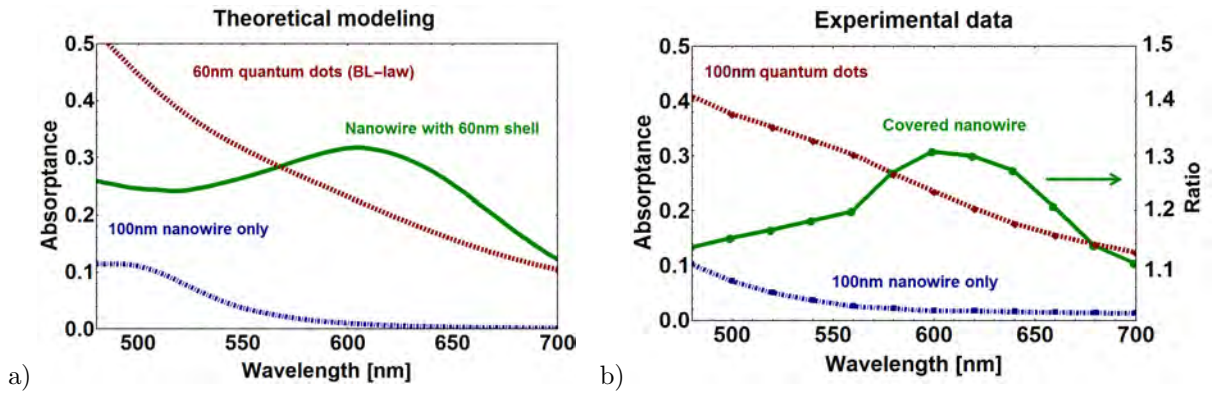 Theoretical modeling
0.5
0.4
0.3
0.2
0.1
0.0
Absorptance
60nm quantum dots (BL-law)
Nanowire with 60nm shell
100nm nanowire only
500 550 600 650 700
Wavelength [nm]
a)
Experimental data
0.5
0.4
0.3
0.2
0.1
0.0
Absorptance
100nm quantum dots
Covered nanowire
100nm nanowire only
1.5
1.4
1.3
1.2
1.1
Ratio
500 550 600 650 700
Wavelength [nm]
b)